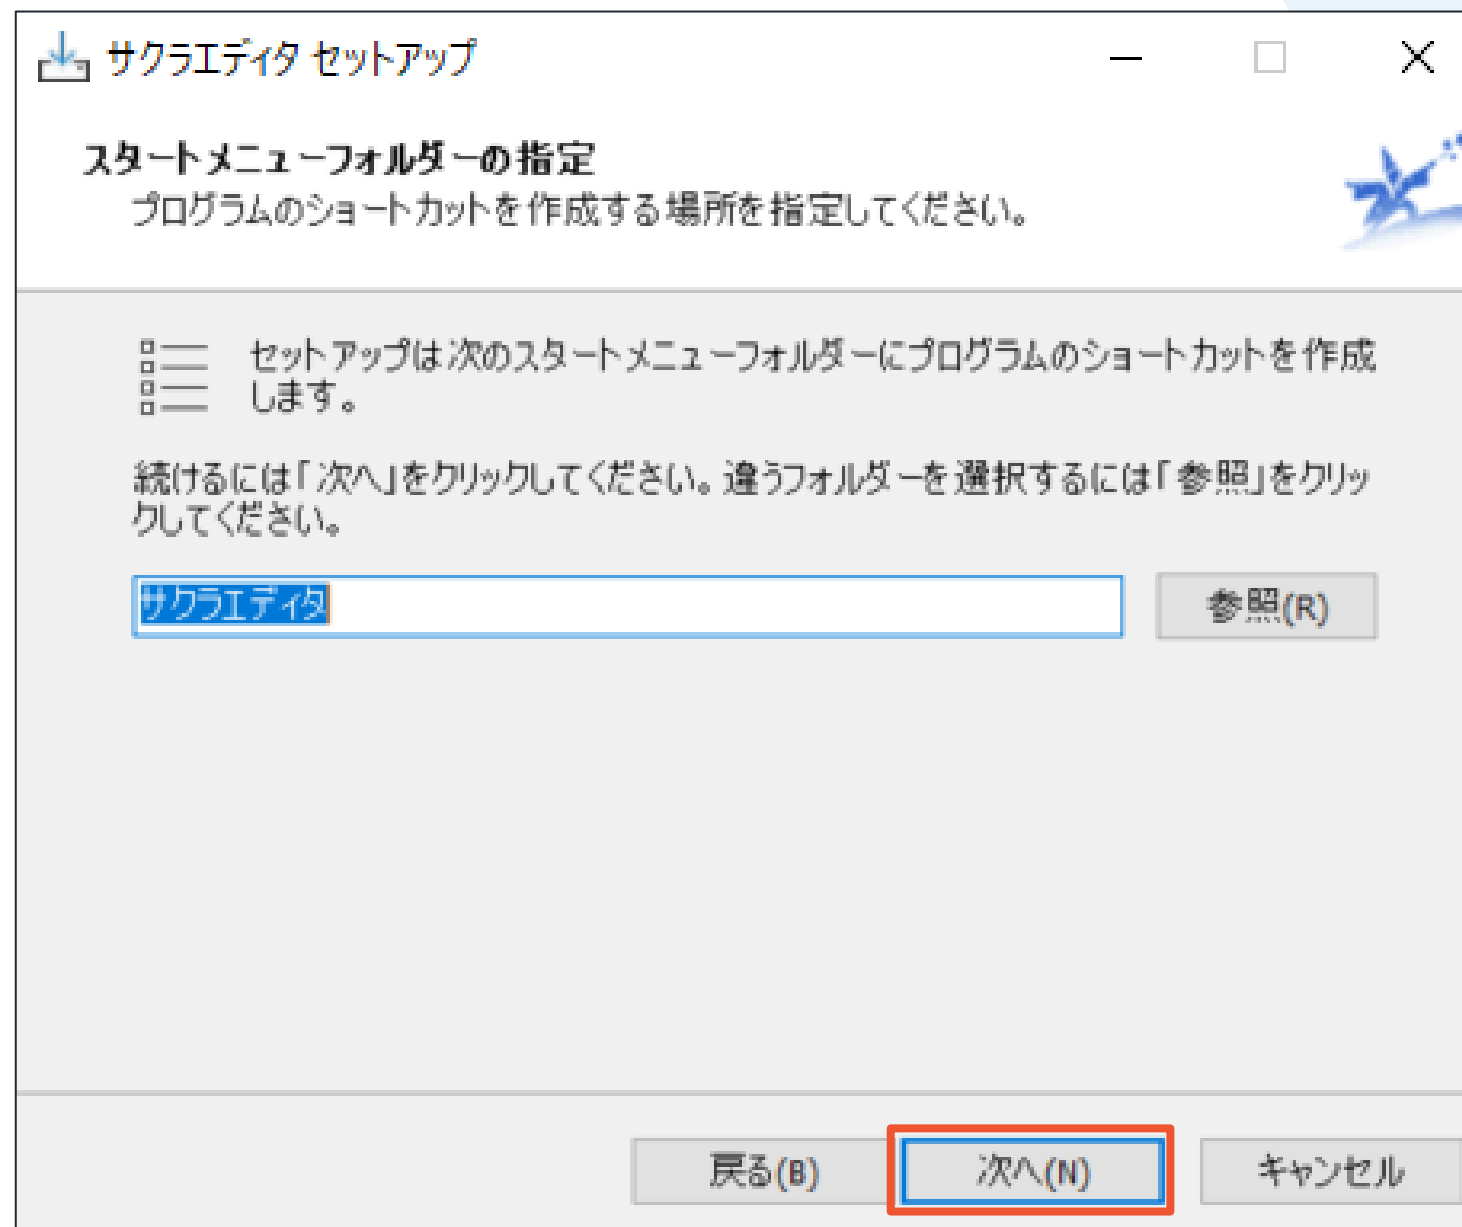 サクラエディタ セットアップ
スタートメニューフォルダーの指定
プログラムのショートカットを作成する場所を指定してください。
セットアップは次のスタートメニューフォルダーにプログラムのショートカットを作成
します。
続けるには「次へ」をクリックしてください。違うフォルダーを選択するには「参照」をクリッ
クしてください。
サクラエディタ
参照(R)
戻る(B)
次へ(N)
キャンセル